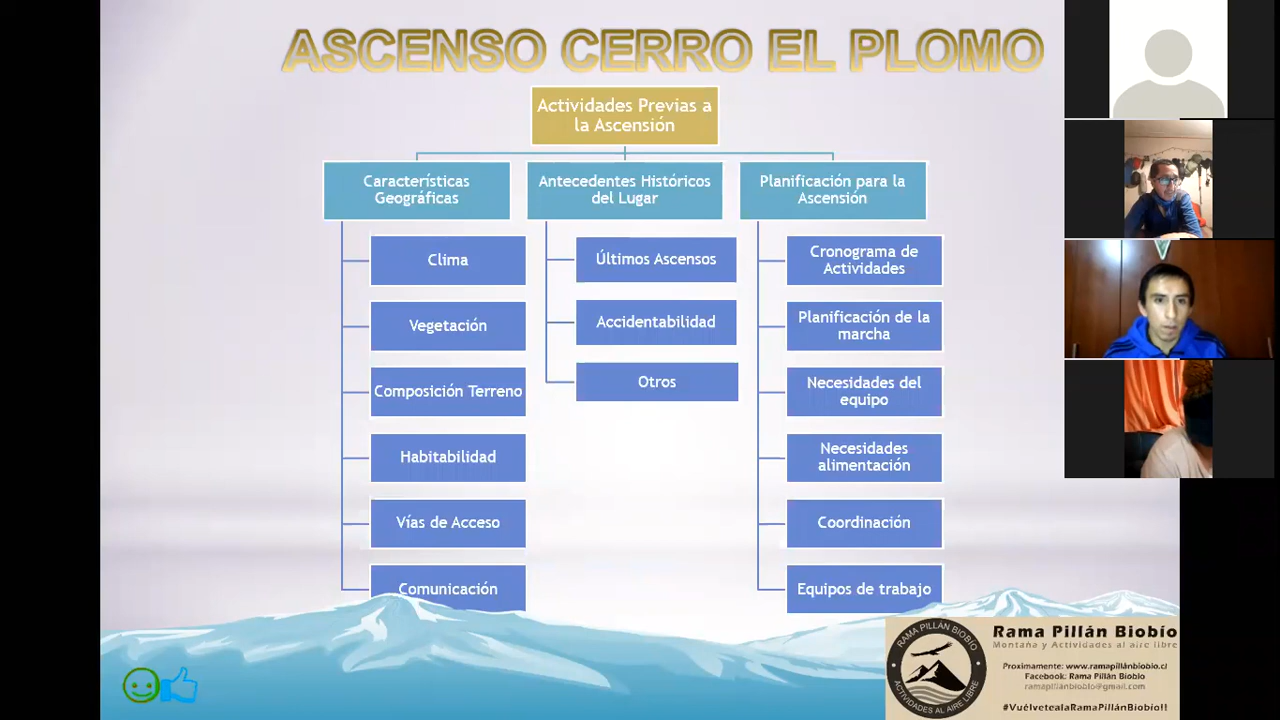 ASCENSO CERRO EL PLOMO
Actividades Previas a
la Ascensión
Características
Geográficas
Clima
Vegetación
Composición Terreno
Habitabilidad
Vías de Acceso
Comunicación
Antecedentes Históricos
del Lugar
Últimos Ascensos
Accidentabilidad
Otros
Planificación para la
Ascensión
Cronograma de
Actividades
Planificación de la
marcha
Necesidades del
equipo
Necesidades
alimentación
Coordinación
Equipos de trabajo
RAMA PILLÁN BIOBÍO
ACTIVIDADES AL AIRE LIBRE
Rama Pillán Biobío
Montaña y Actividades al aire libre
Proximamente: www.ramapillánbiobío.cl
Facebook: Rama Pillán Biobío
ramapillanbiobio@gmail.com
#VuélvetealaRamaPillánBiobío!!